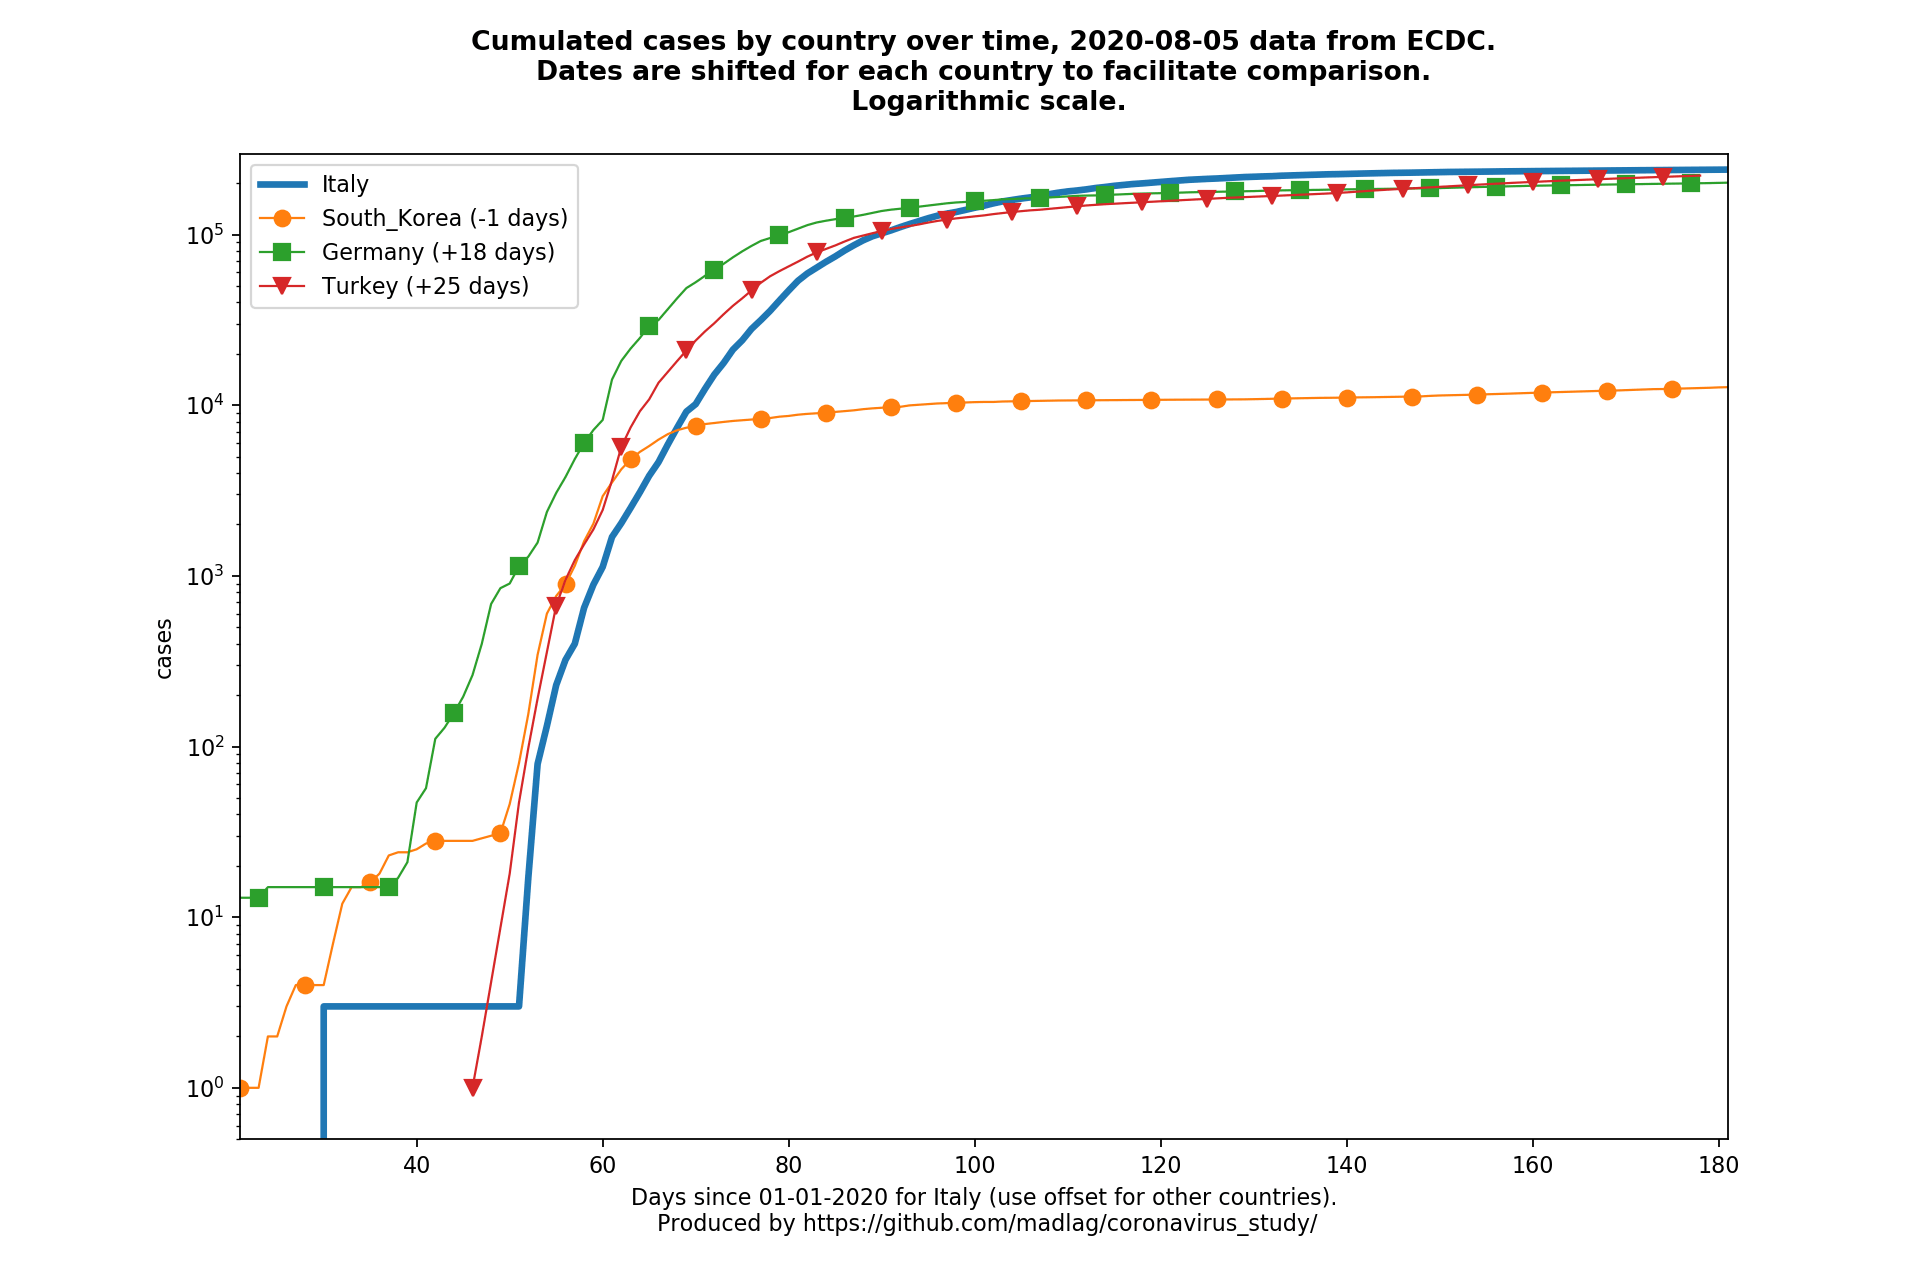 Cumulated cases by country over time, 2020-08-05 data from ECDC.
Dates are shifted for each country to facilitate comparison.
Logarithmic scale.
Italy
South_Korea (-1 days)
Germany (+18 days)
Turkey (+25 days)
10^5
10^4
10^3
10^2
10^1
10^0
cases
40 60 80 100 120 140 160 180
Days since 01-01-2020 for Italy (use offset for other countries).
Produced by https://github.com/madlag/coronavirus_study/